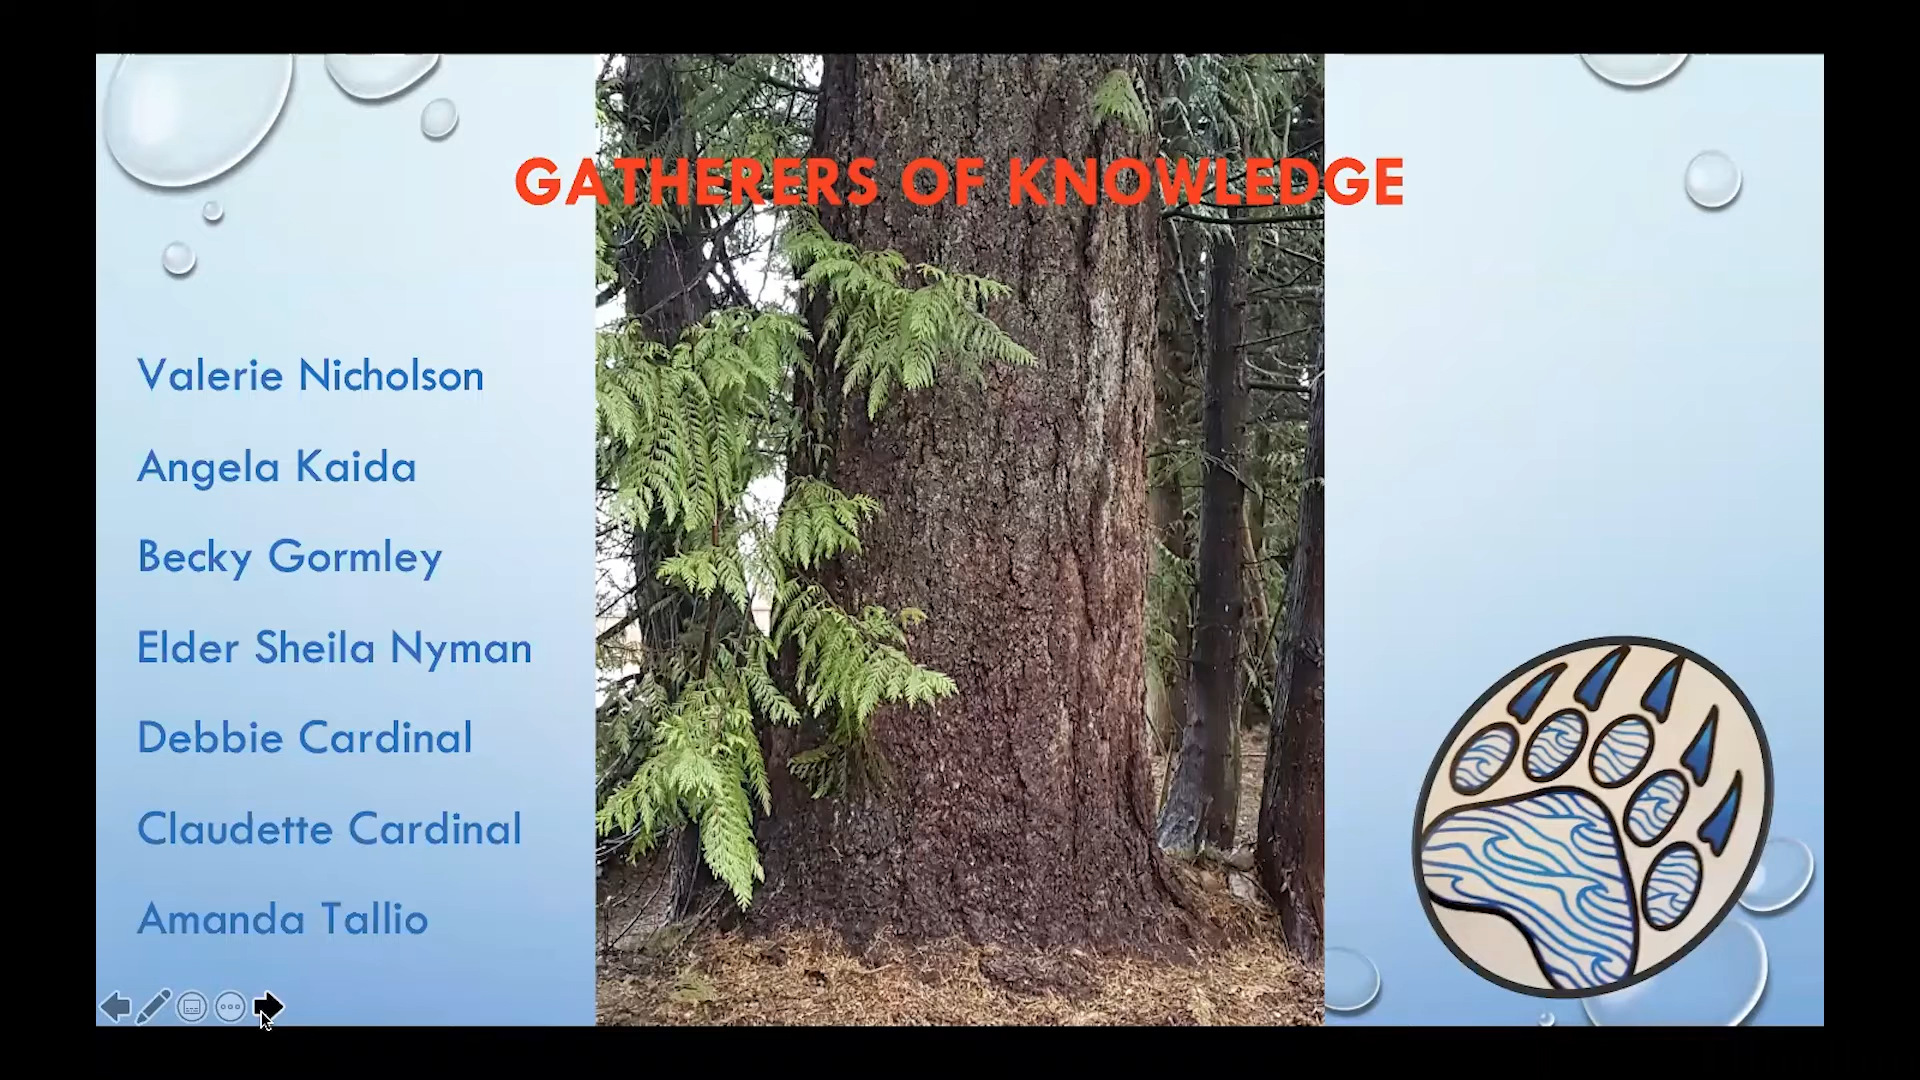 GATHERERS OF KNOWLEDGE
Valerie Nicholson
Angela Kaida
Becky Gormley
Elder Sheila Nyman
Debbie Cardinal
Claudette Cardinal
Amanda Tallio